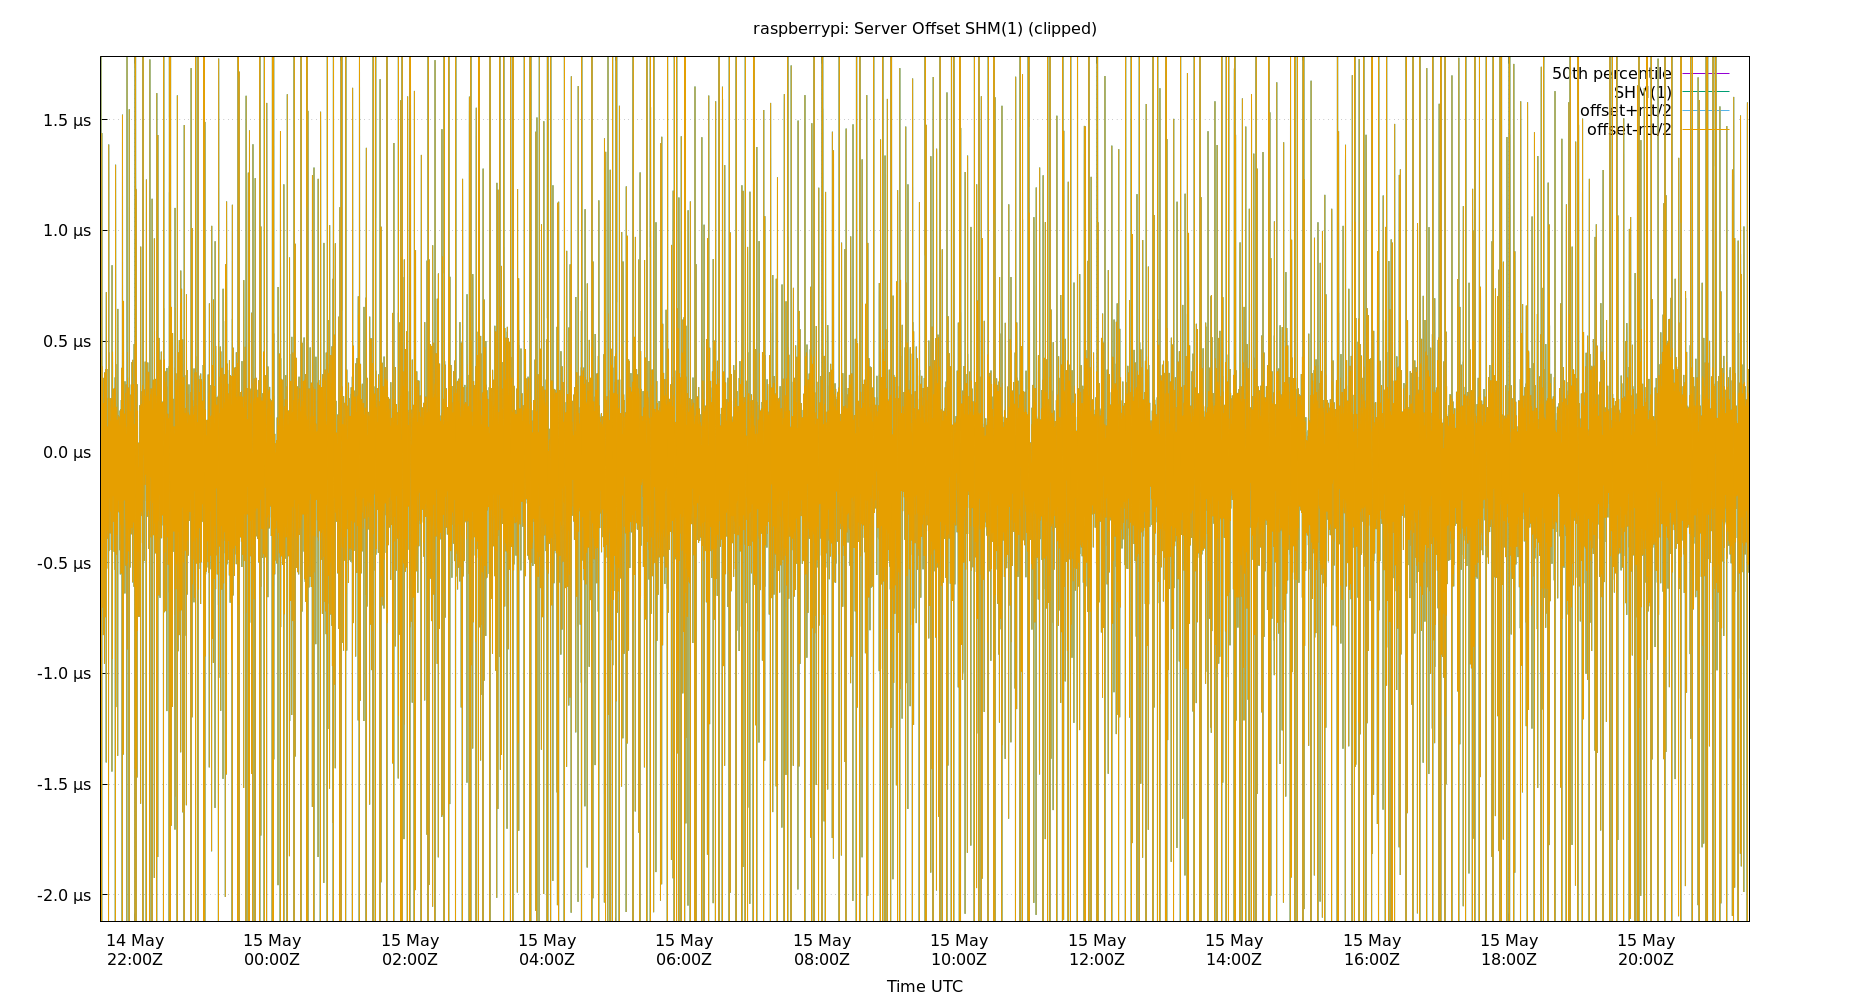 raspberrypi: Server Offset SHM(1) (clipped)
50th percentile
SHM(1)
offset+rtt/2
offset-rtt/2
1.5 µs
1.0 µs
0.5 µs
0.0 µs
-0.5 µs
-1.0 µs
-1.5 µs
-2.0 µs
14 May 15 May 15 May 15 May 15 May 15 May 15 May 15 May 15 May 15 May 15 May 15 May
22:00Z 00:00Z 02:00Z 04:00Z 06:00Z 08:00Z 10:00Z 12:00Z 14:00Z 16:00Z 18:00Z 20:00Z
Time UTC